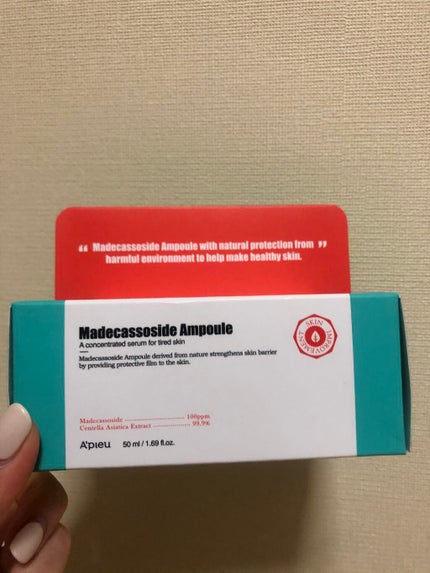 “ Madecassoside Ampoule with natural protection from ”
harmful environment to help make healthy skin.
Madecassoside Ampoule
A concentrated serum for tired skin
Madecassoside Ampoule derived from nature strengthens skin barrier
by providing protective film to the skin.
SKIN IMPROVEMENT
Madecassoside ........................ 100ppm
Centella Asiatica Extract ............... 99.9%
A'PIEU 50 ml / 1.69 fl.oz.